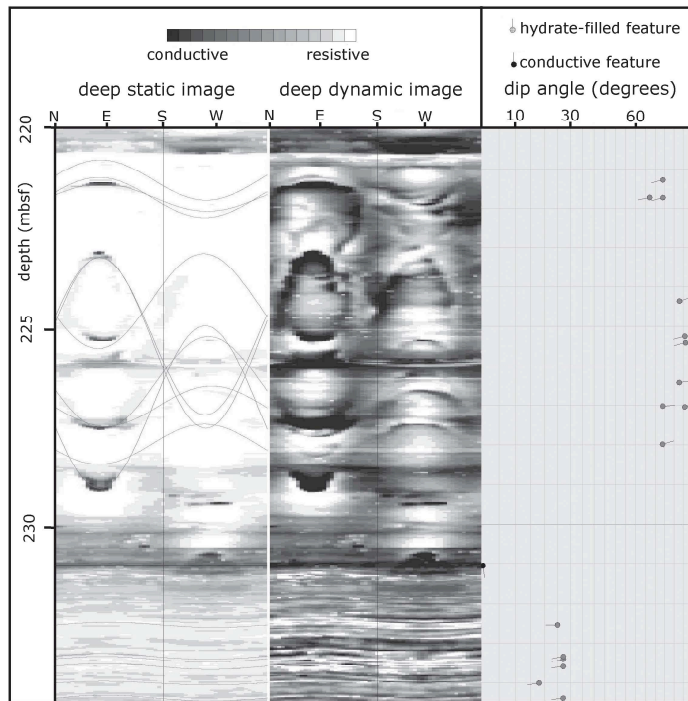 conductive resistive
hydrate-filled feature
conductive feature
deep static image deep dynamic image dip angle (degrees)
N E S W N E S W 10 30 60
220
depth (mbsf)
225
230